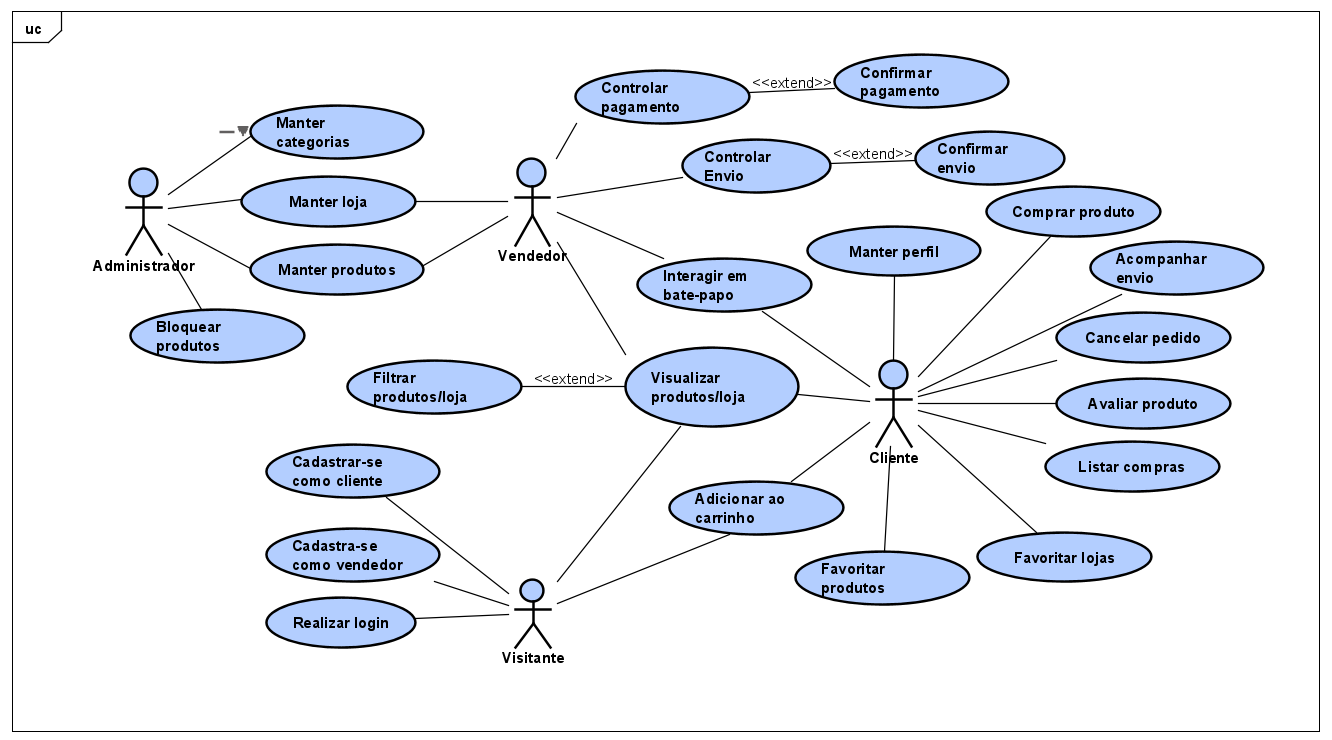 uc
Controlar
pagamento
<<extend>>
Confirmar
pagamento
Manter
categorias
Controlar
Envio
<<extend>>
Confirmar
envio
Manter loja
Comprar produto
Administrador
Vendedor
Manter perfil
Acompanhar
envio
Manter produtos
Interagir em
bate-papo
Bloquear
produtos
Cancelar pedido
Filtrar
produtos/loja
<<extend>>
Visualizar
produtos/loja
Avaliar produto
Cliente
Listar compras
Cadastrar-se
como cliente
Adicionar ao
carrinho
Cadastra-se
como vendedor
Favoritar
produtos
Favoritar lojas
Realizar login
Visitante